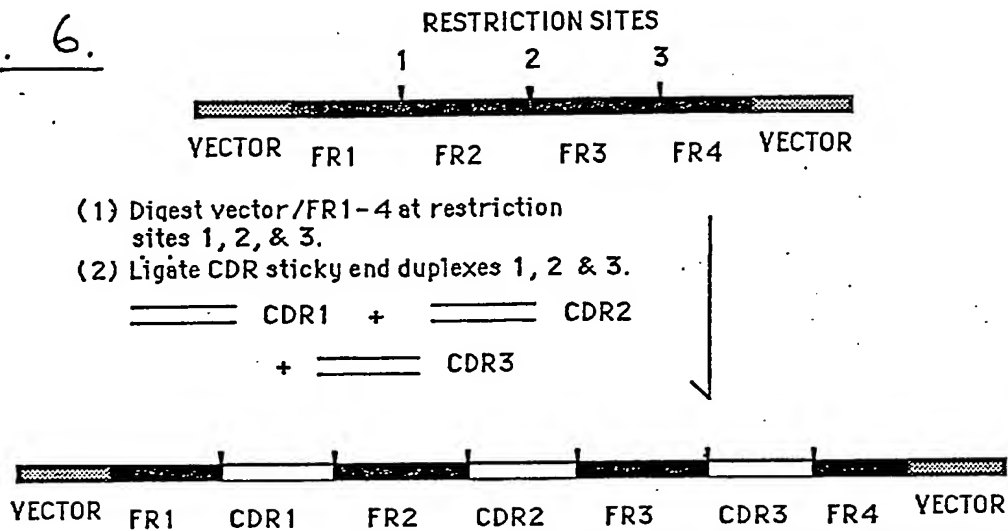 . 6.
RESTRICTION SITES
1 2 3
VECTOR FR1 FR2 FR3 FR4 VECTOR
(1) Digest vector/FR1-4 at restriction
sites 1, 2, & 3.
(2) Ligate CDR sticky end duplexes 1, 2 & 3.
CDR1 + CDR2
+ CDR3
VECTOR FR1 CDR1 FR2 CDR2 FR3 CDR3 FR4 VECTOR